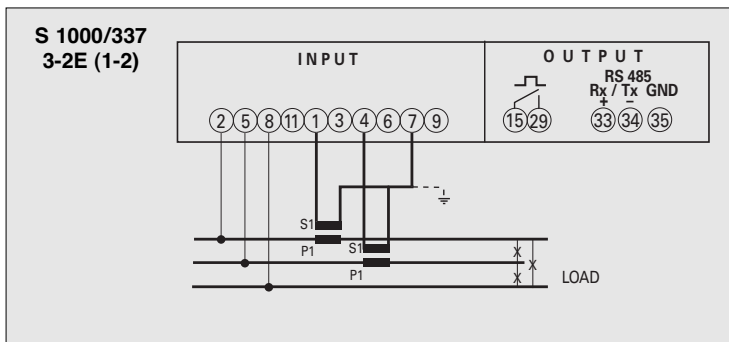 S 1000/337
3-2E (1-2)
INPUT
OUTPUT
RS 485
Rx / Tx GND
+ −
2 5 8 11 1 3 4 6 7 9
15 29 33 34 35
S1
P1
S1
P1
X
X
X
LOAD